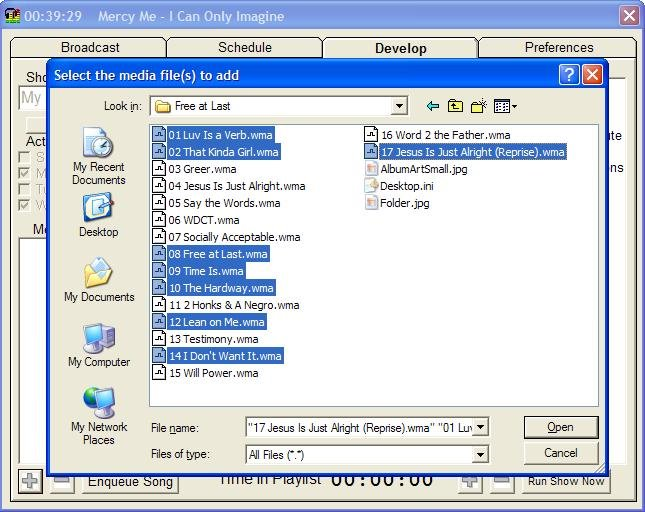 00:39:29 Mercy Me - I Can Only Imagine
Broadcast Schedule Develop Preferences
Select the media file(s) to add
Look in: Free at Last
My Recent Documents
Desktop
My Documents
My Computer
My Network Places
01 Luv Is a Verb.wma
02 That Kinda Girl.wma
03 Greer.wma
04 Jesus Is Just Alright.wma
05 Say the Words.wma
06 WDCT.wma
07 Socially Acceptable.wma
08 Free at Last.wma
09 Time Is.wma
10 The Hardway.wma
11 2 Honks & A Negro.wma
12 Lean on Me.wma
13 Testimony.wma
14 I Don't Want It.wma
15 Will Power.wma
16 Word 2 the Father.wma
17 Jesus Is Just Alright (Reprise).wma
AlbumArtSmall.jpg
Desktop.ini
Folder.jpg
File name: "17 Jesus Is Just Alright (Reprise).wma" "01 Luv
Open
Files of type: All Files (*.*)
Cancel
Enqueue Song Time in Playlist 00:00:00 Run Show Now